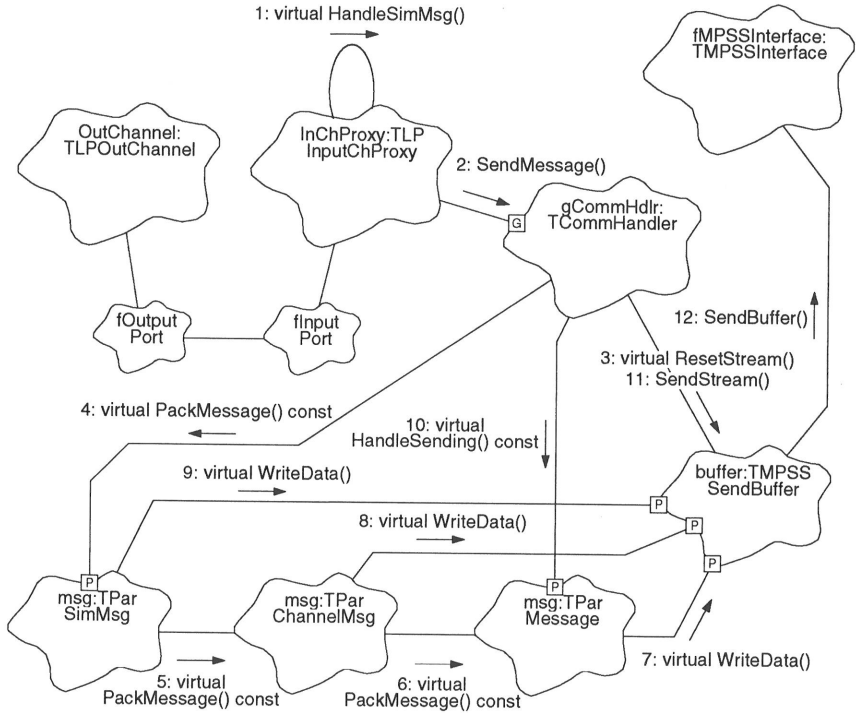 1: virtual HandleSimMsg()
fMPSSInterface:
TMPSSInterface
OutChannel:
TLPOutChannel
InChProxy:TLP
InputChProxy
2: SendMessage()
G
gCommHdlr:
TCommHandler
fOutput
Port
fInput
Port
12: SendBuffer()
3: virtual ResetStream()
11: SendStream()
4: virtual PackMessage() const
10: virtual
HandleSending() const
9: virtual WriteData()
buffer:TMPSS
SendBuffer
P
8: virtual WriteData()
P
P
P
msg:TPar
SimMsg
msg:TPar
ChannelMsg
P
msg:TPar
Message
5: virtual
PackMessage() const
6: virtual
PackMessage() const
7: virtual WriteData()